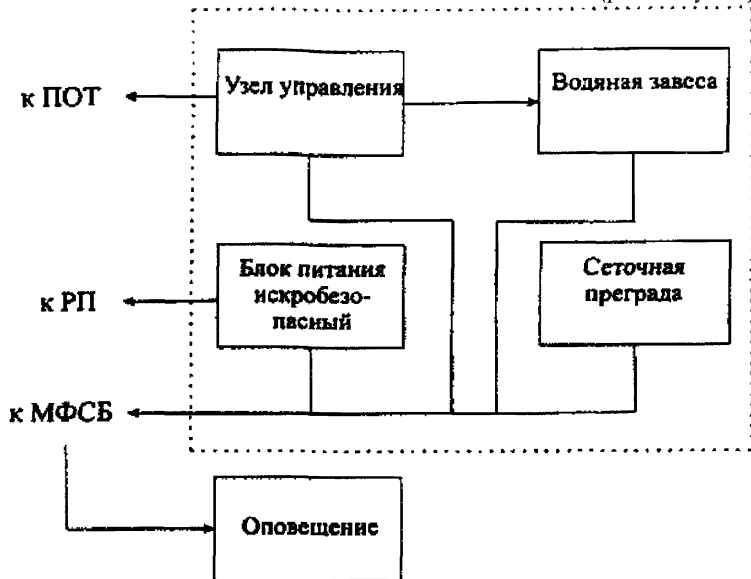 к ПОТ
Узел управления
Водяная завеса
к РП
Блок питания
искробезо-
пасный
Сеточная
преграда
к МФСБ
Оповещение